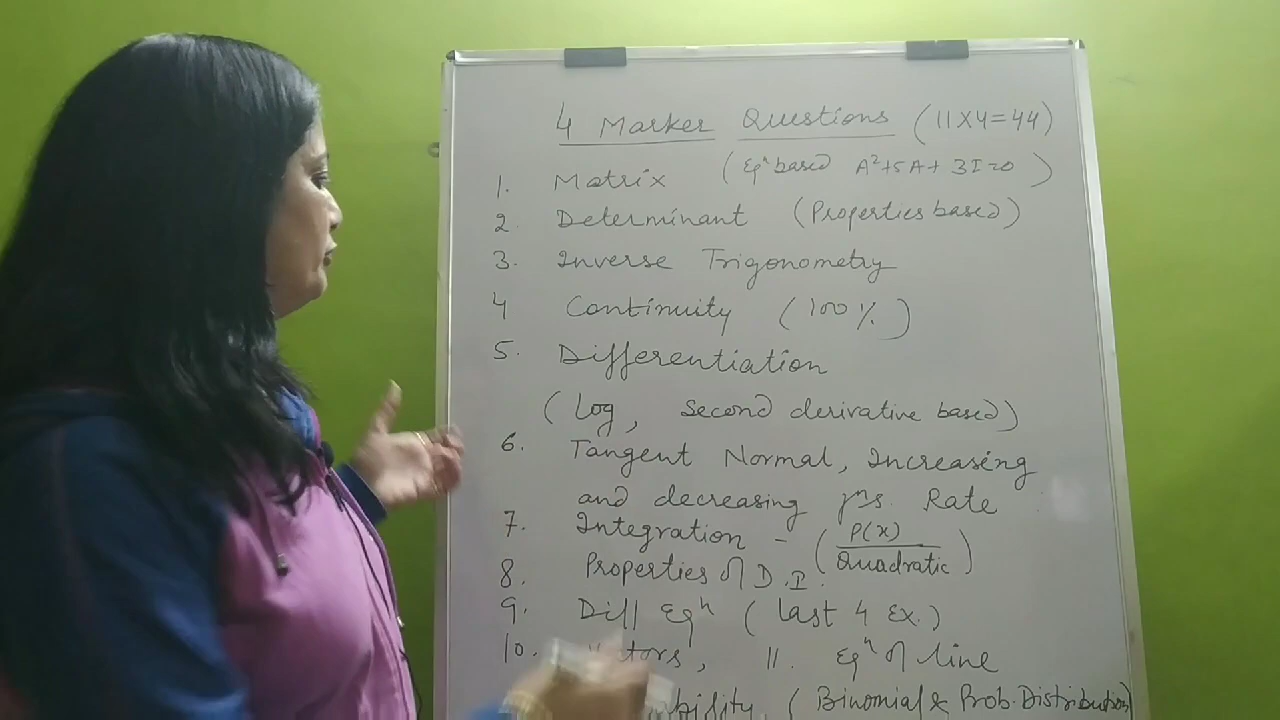 4 Marker Questions (11X4=44)
1. Matrix (Eqⁿ based A²+5A+ 3I=0)
2. Determinant (Properties based)
3. Inverse Trigonometry
4 Continuity (100%)
5. Differentiation
(Log, Second derivative based)
6. Tangent Normal, Increasing
and decreasing fⁿs. Rate
7. Integration - (P(x)/Quadratic)
8. Properties of D.I.
9. Diff Eqⁿ (last 4 Ex.)
10. tors, 11. Eqⁿ of line
bility, (Binomial & Prob. Distribution)